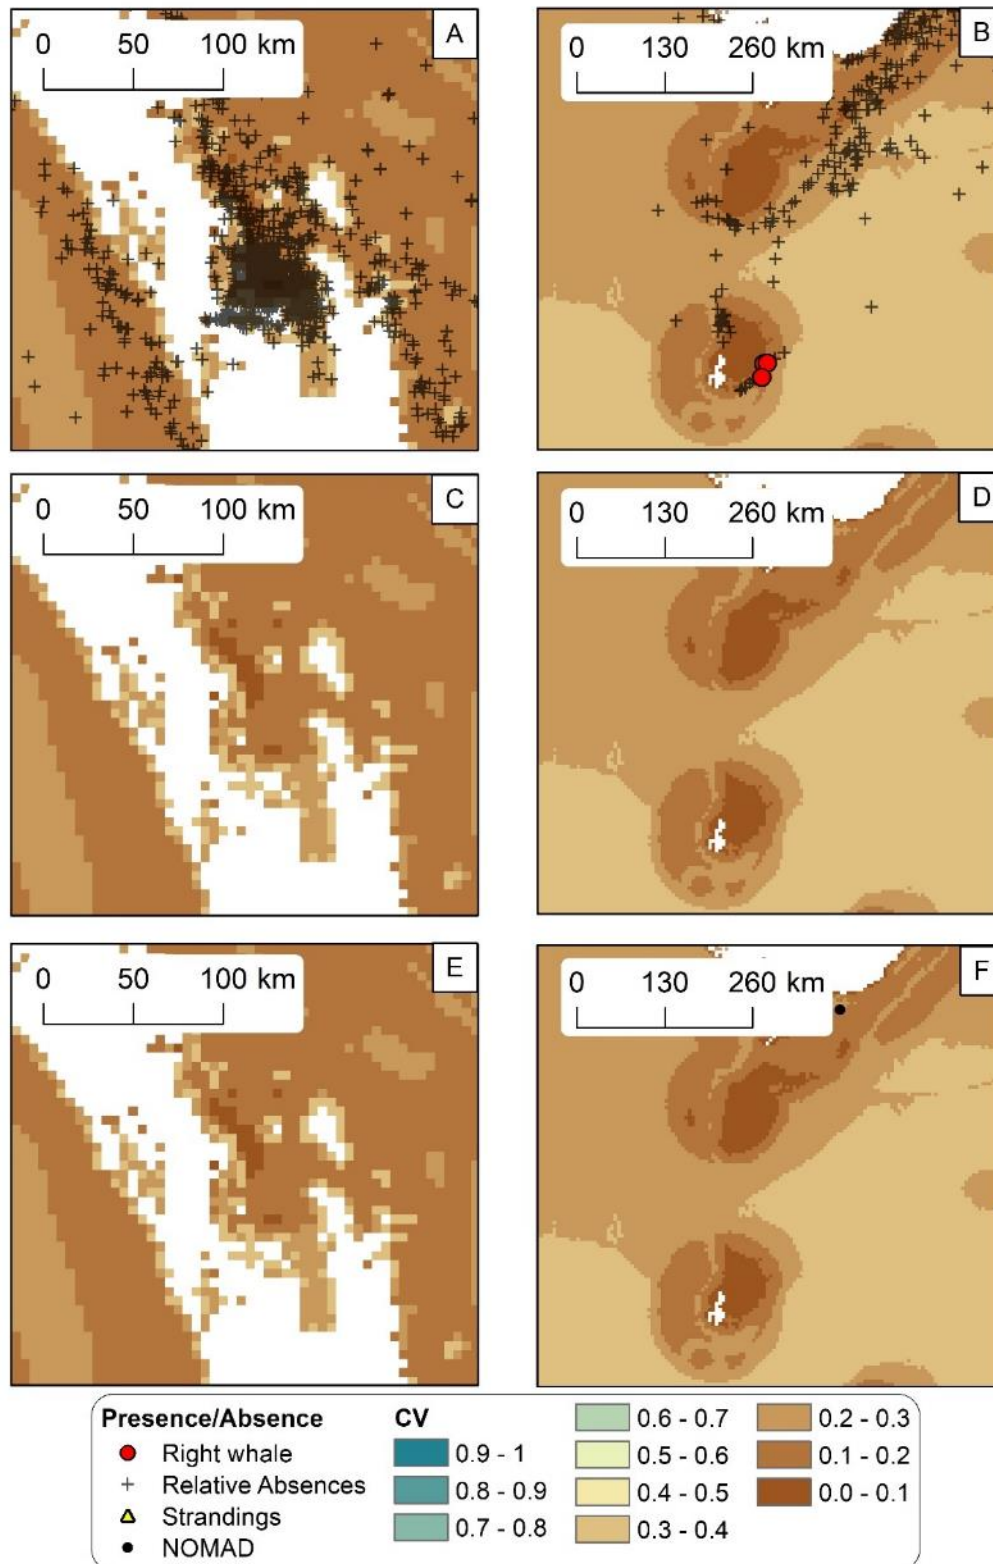 0 50 100 km A
0 130 260 km B
0 50 100 km C
0 130 260 km D
0 50 100 km E
0 130 260 km F
Presence/Absence
Right whale
Relative Absences
Strandings
NOMAD
CV
0.9 - 1
0.8 - 0.9
0.7 - 0.8
0.6 - 0.7
0.5 - 0.6
0.4 - 0.5
0.3 - 0.4
0.2 - 0.3
0.1 - 0.2
0.0 - 0.1